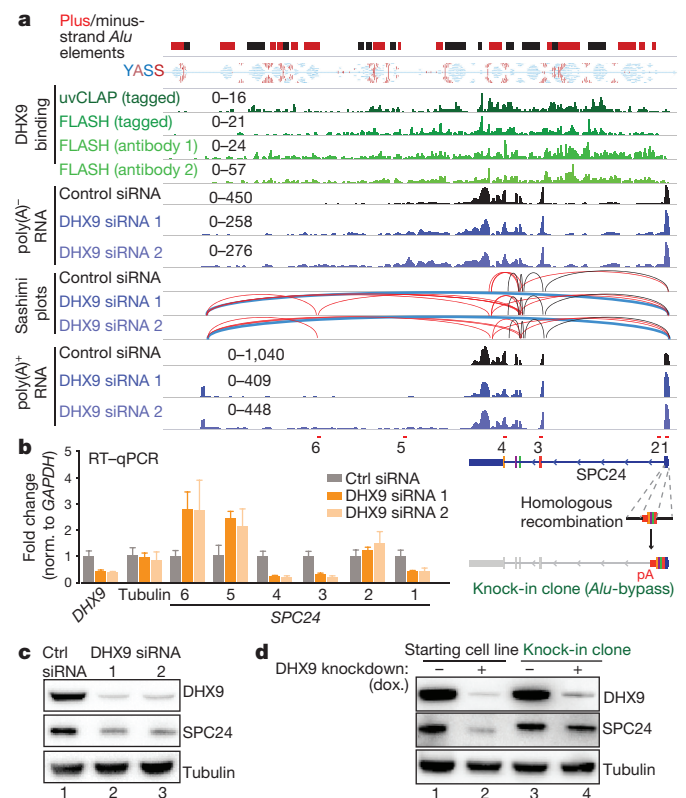 a
Plus/minus-
strand Alu
elements
YASS
DHX9
binding
uvCLAP (tagged)
0–16
FLASH (tagged)
0–21
FLASH (antibody 1)
0–24
FLASH (antibody 2)
0–57
poly(A)⁻
RNA
Control siRNA
0–450
DHX9 siRNA 1
0–258
DHX9 siRNA 2
0–276
Sashimi
plots
Control siRNA
DHX9 siRNA 1
DHX9 siRNA 2
poly(A)⁺
RNA
Control siRNA
0–1,040
DHX9 siRNA 1
0–409
DHX9 siRNA 2
0–448
6 5 4 3 2 1
SPC24
Homologous
recombination
pA
Knock-in clone (Alu-bypass)
b
RT–qPCR
Fold change
(norm. to GAPDH)
5
4
3
2
1
0
Ctrl siRNA
DHX9 siRNA 1
DHX9 siRNA 2
DHX9 Tubulin 6 5 4 3 2 1
SPC24
c
Ctrl
siRNA
DHX9 siRNA
1 2
DHX9
SPC24
Tubulin
1 2 3
d
Starting cell line Knock-in clone
DHX9 knockdown:
(dox.)
– + – +
DHX9
SPC24
Tubulin
1 2 3 4